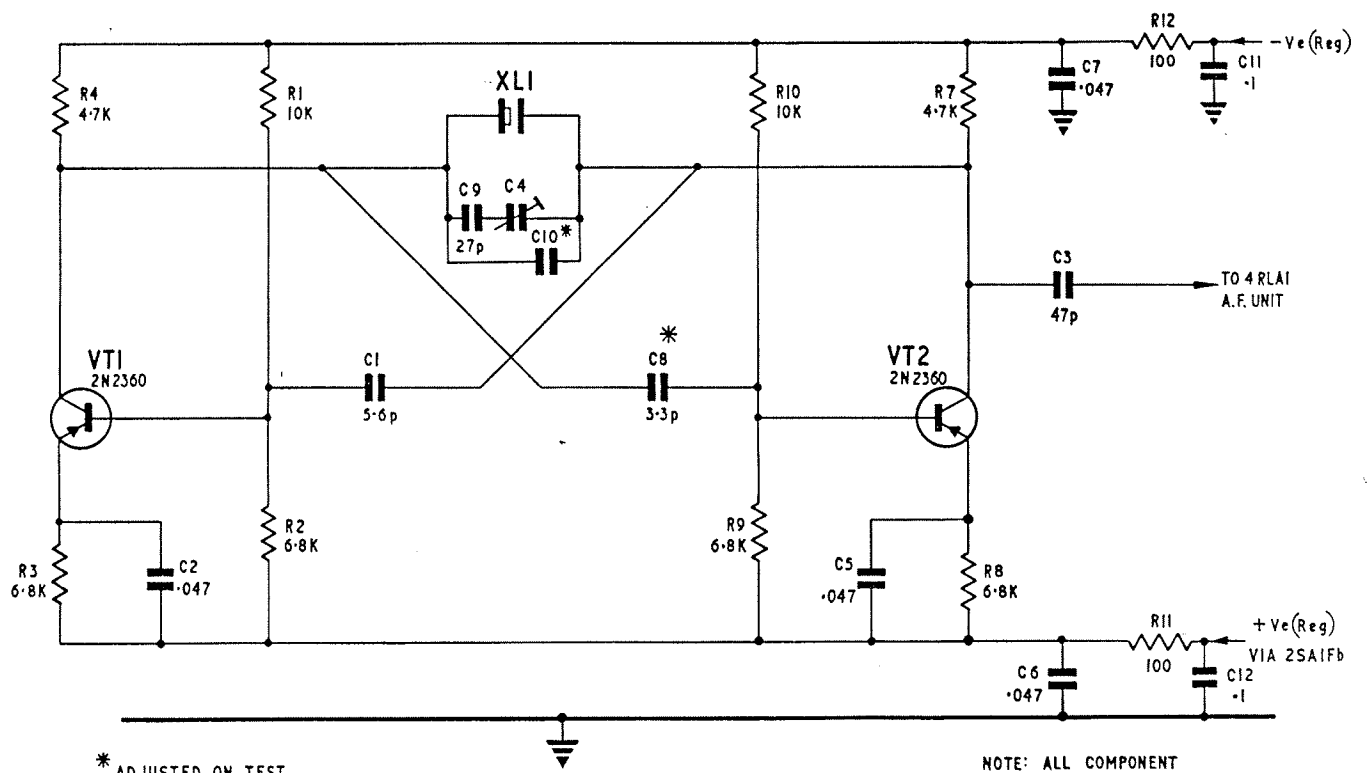 R12
-Ve(Reg)
100
C11
.1
C7
.047
R4
4.7K
R1
10K
XL1
R10
10K
R7
4.7K
C9
C4
27p
C10*
C3
47p
TO 4 RLA1
A.F. UNIT
*
VT1
2N2360
C1
5.6p
C8
3.3p
VT2
2N2360
R2
6.8K
R9
6.8K
R3
6.8K
C2
.047
C5
.047
R8
6.8K
R11
100
+Ve(Reg)
VIA 2SA1Fb
C6
.047
C12
.1
* ADJUSTED ON TEST
NOTE: ALL COMPONENT